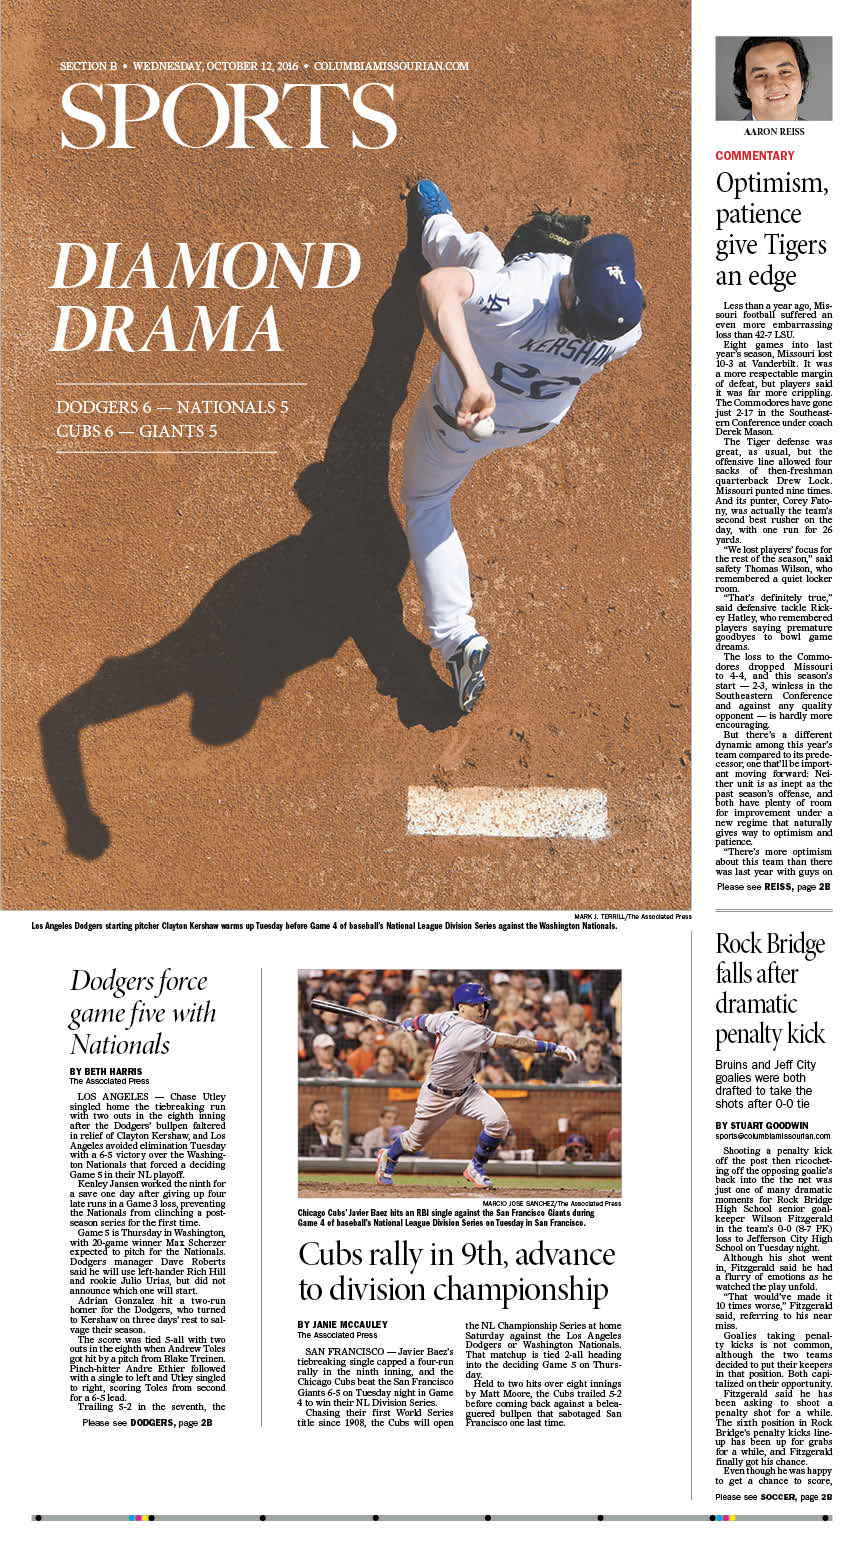 SECTION B • WEDNESDAY, OCTOBER 12, 2016 • COLUMBIAMISSOURIAN.COM
SPORTS
DIAMOND
DRAMA
DODGERS 6 — NATIONALS 5
CUBS 6 — GIANTS 5
LA
KERSHAW
22
MARK J. TERRILL/The Associated Press
Los Angeles Dodgers starting pitcher Clayton Kershaw warms up Tuesday before Game 4 of baseball's National League Division Series against the Washington Nationals.
Dodgers force
game five with
Nationals
BY BETH HARRIS
The Associated Press
LOS ANGELES — Chase Utley
singled home the tiebreaking run
with two outs in the eighth inning
after the Dodgers' bullpen faltered
in relief of Clayton Kershaw, and Los
Angeles avoided elimination Tuesday
with a 6-5 victory over the Washing-
ton Nationals that forced a deciding
Game 5 in their NL playoff.
Kenley Jansen worked the ninth for
a save one day after giving up four
late runs in a Game 3 loss, preventing
the Nationals from clinching a post-
season series for the first time.
Game 5 is Thursday in Washington,
with 20-game winner Max Scherzer
expected to pitch for the Nationals.
Dodgers manager Dave Roberts
said he will use left-hander Rich Hill
and rookie Julio Urias, but did not
announce which one will start.
Adrian Gonzalez hit a two-run
homer for the Dodgers, who turned
to Kershaw on three days' rest to sal-
vage their season.
The score was tied 5-all with two
outs in the eighth when Andrew Toles
got hit by a pitch from Blake Treinen.
Pinch-hitter Andre Ethier followed
with a single to left and Utley singled
to right, scoring Toles from second
for a 6-5 lead.
Trailing 5-2 in the seventh, the
Please see DODGERS, page 2B
MARCIO JOSE SANCHEZ/The Associated Press
Chicago Cubs' Javier Baez hits an RBI single against the San Francisco Giants during
Game 4 of baseball's National League Division Series on Tuesday in San Francisco.
Cubs rally in 9th, advance
to division championship
BY JANIE MCCAULEY
The Associated Press
SAN FRANCISCO — Javier Baez's
tiebreaking single capped a four-run
rally in the ninth inning, and the
Chicago Cubs beat the San Francisco
Giants 6-5 on Tuesday night in Game
4 to win their NL Division Series.
Chasing their first World Series
title since 1908, the Cubs will open
the NL Championship Series at home
Saturday against the Los Angeles
Dodgers or Washington Nationals.
That matchup is tied 2-all heading
into the deciding Game 5 on Thurs-
day.
Held to two hits over eight innings
by Matt Moore, the Cubs trailed 5-2
before coming back against a belea-
guered bullpen that sabotaged San
Francisco one last time.
AARON REISS
COMMENTARY
Optimism,
patience
give Tigers
an edge
Less than a year ago, Mis-
souri football suffered an
even more embarrassing
loss than 42-7 LSU.
Eight games into last
year's season, Missouri lost
10-3 at Vanderbilt. It was
a more respectable margin
of defeat, but players said
it was far more crippling.
The Commodores have gone
just 2-17 in the Southeast-
ern Conference under coach
Derek Mason.
The Tiger defense was
great, as usual, but the
offensive line allowed four
sacks of then-freshman
quarterback Drew Lock.
Missouri punted nine times.
And its punter, Corey Fato-
ny, was actually the team's
second best rusher on the
day, with one run for 26
yards.
"We lost players' focus for
the rest of the season," said
safety Thomas Wilson, who
remembered a quiet locker
room.
"That's definitely true,"
said defensive tackle Rick-
ey Hatley, who remembered
players saying premature
goodbyes to bowl game
dreams.
The loss to the Commo-
dores dropped Missouri
to 4-4, and this season's
start — 2-3, winless in the
Southeastern Conference
and against any quality
opponent — is hardly more
encouraging.
But there's a different
dynamic among this year's
team compared to its prede-
cessor, one that'll be import-
ant moving forward: Nei-
ther unit is as inept as the
past season's offense, and
both have plenty of room
for improvement under a
new regime that naturally
gives way to optimism and
patience.
"There's more optimism
about this team than there
was last year with guys on
Please see REISS, page 2B
Rock Bridge
falls after
dramatic
penalty kick
Bruins and Jeff City
goalies were both
drafted to take the
shots after 0-0 tie
BY STUART GOODWIN
sports@columbiamissourian.com
Shooting a penalty kick
off the post then ricochet-
ing off the opposing goalie's
back into the the net was
just one of many dramatic
moments for Rock Bridge
High School senior goal-
keeper Wilson Fitzgerald
in the team's 0-0 (8-7 PK)
loss to Jefferson City High
School on Tuesday night.
Although his shot went
in, Fitzgerald said he had
a flurry of emotions as he
watched the play unfold.
"That would've made it
10 times worse," Fitzgerald
said, referring to his near
miss.
Goalies taking penal-
ty kicks is not common,
although the two teams
decided to put their keepers
in that position. Both capi-
talized on their opportunity.
Fitzgerald said he has
been asking to shoot a
penalty shot for a while.
The sixth position in Rock
Bridge's penalty kicks line-
up has been up for grabs
for a while, and Fitzgerald
finally got his chance.
Even though he was happy
to get a chance to score,
Please see SOCCER, page 2B